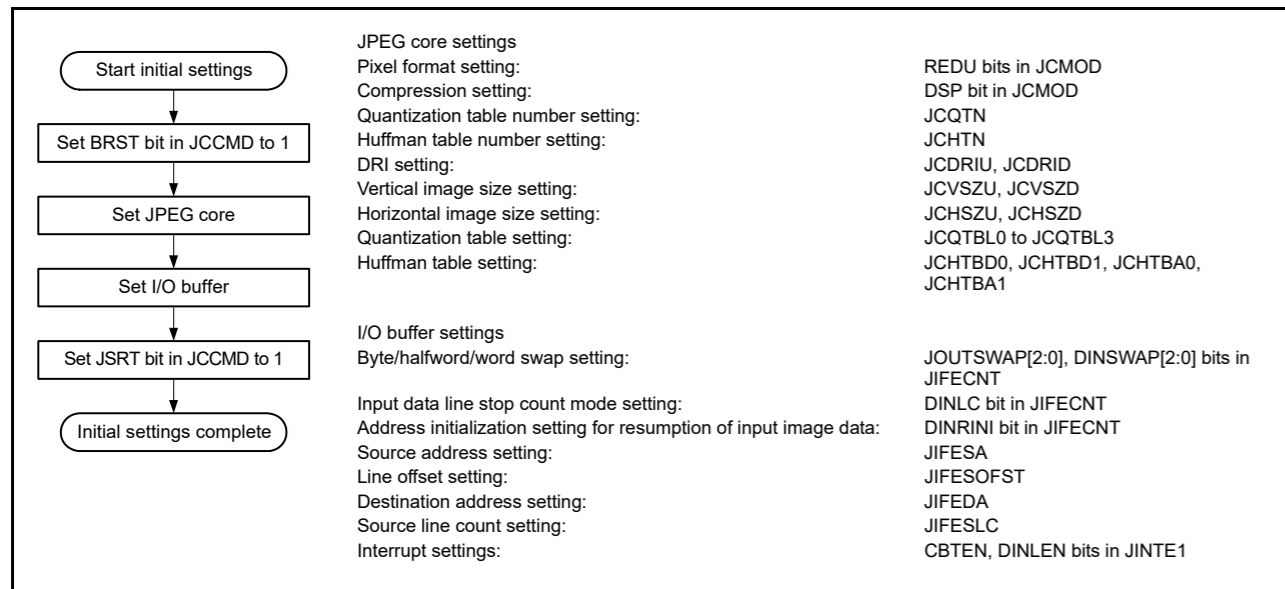 Start initial settings
Set BRST bit in JCCMD to 1
Set JPEG core
Set I/O buffer
Set JSRT bit in JCCMD to 1
Initial settings complete
JPEG core settings
Pixel format setting: REDU bits in JCMOD
Compression setting: DSP bit in JCMOD
Quantization table number setting: JCQTN
Huffman table number setting: JCHTN
DRI setting: JCDRIU, JCDRID
Vertical image size setting: JCVSZU, JCVSZD
Horizontal image size setting: JCHSZU, JCHSZD
Quantization table setting: JCQTBL0 to JCQTBL3
Huffman table setting: JCHTBD0, JCHTBD1, JCHTBA0,
JCHTBA1
I/O buffer settings
Byte/halfword/word swap setting: JOUTSWAP[2:0], DINSWAP[2:0] bits in
JIFECNT
Input data line stop count mode setting: DINLC bit in JIFECNT
Address initialization setting for resumption of input image data: DINRINI bit in JIFECNT
Source address setting: JIFESA
Line offset setting: JIFESOFST
Destination address setting: JIFEDA
Source line count setting: JIFESLC
Interrupt settings: CBTEN, DINLEN bits in JINTE1